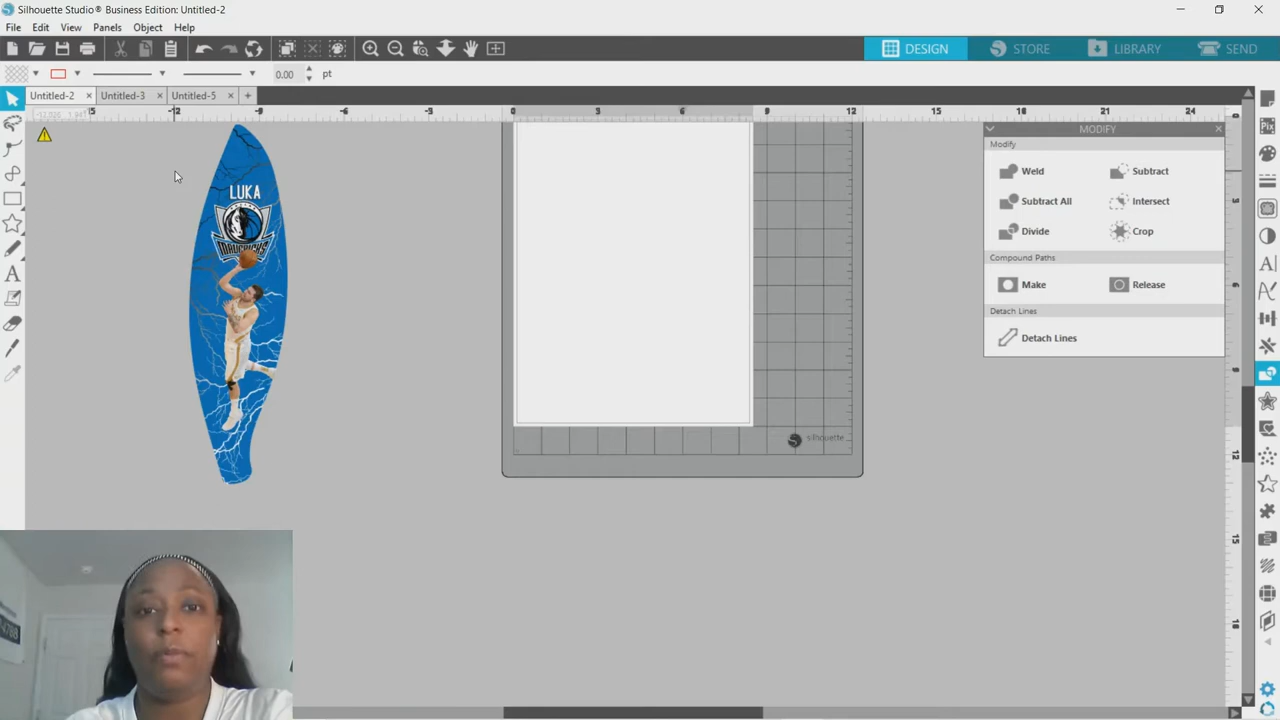 Silhouette Studio® Business Edition: Untitled-2
File Edit View Panels Object Help
DESIGN STORE LIBRARY SEND
0.00 pt
Untitled-2 Untitled-3 Untitled-5
-12 -9 -6 -3 0 3 6 9 12 15 18 21 24
MODIFY
Modify
Weld Subtract
Subtract All Intersect
Divide Crop
Compound Paths
Make Release
Detach Lines
Detach Lines
LUKA
MAVERICKS
silhouette
12
15
18